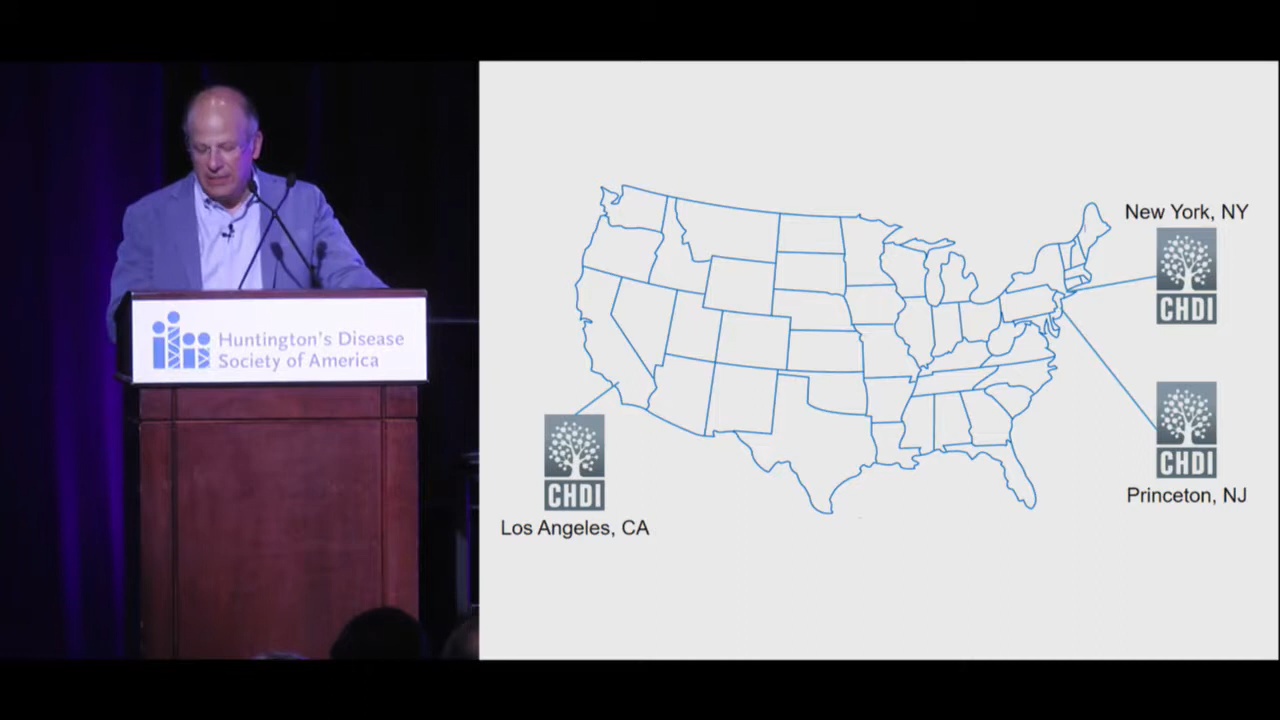 Huntington's Disease
Society of America
New York, NY
CHDI
CHDI
Princeton, NJ
CHDI
Los Angeles, CA